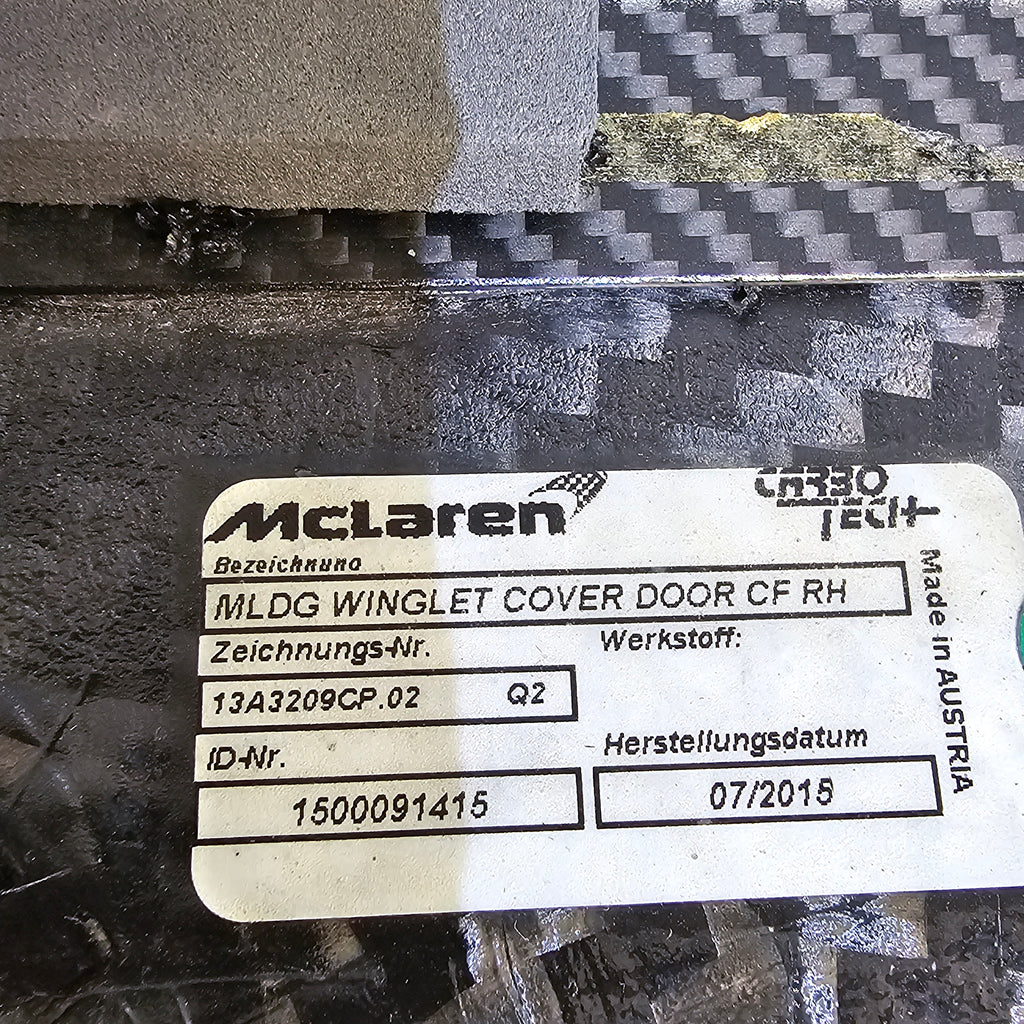 McLaren
CARBO
TECH
Bezeichnung
MLDG WINGLET COVER DOOR CF RH
Zeichnungs-Nr.
Werkstoff:
13A3209CP.02 Q2
ID-Nr.
Herstellungsdatum
1500091415
07/2015
Made in AUSTRIA